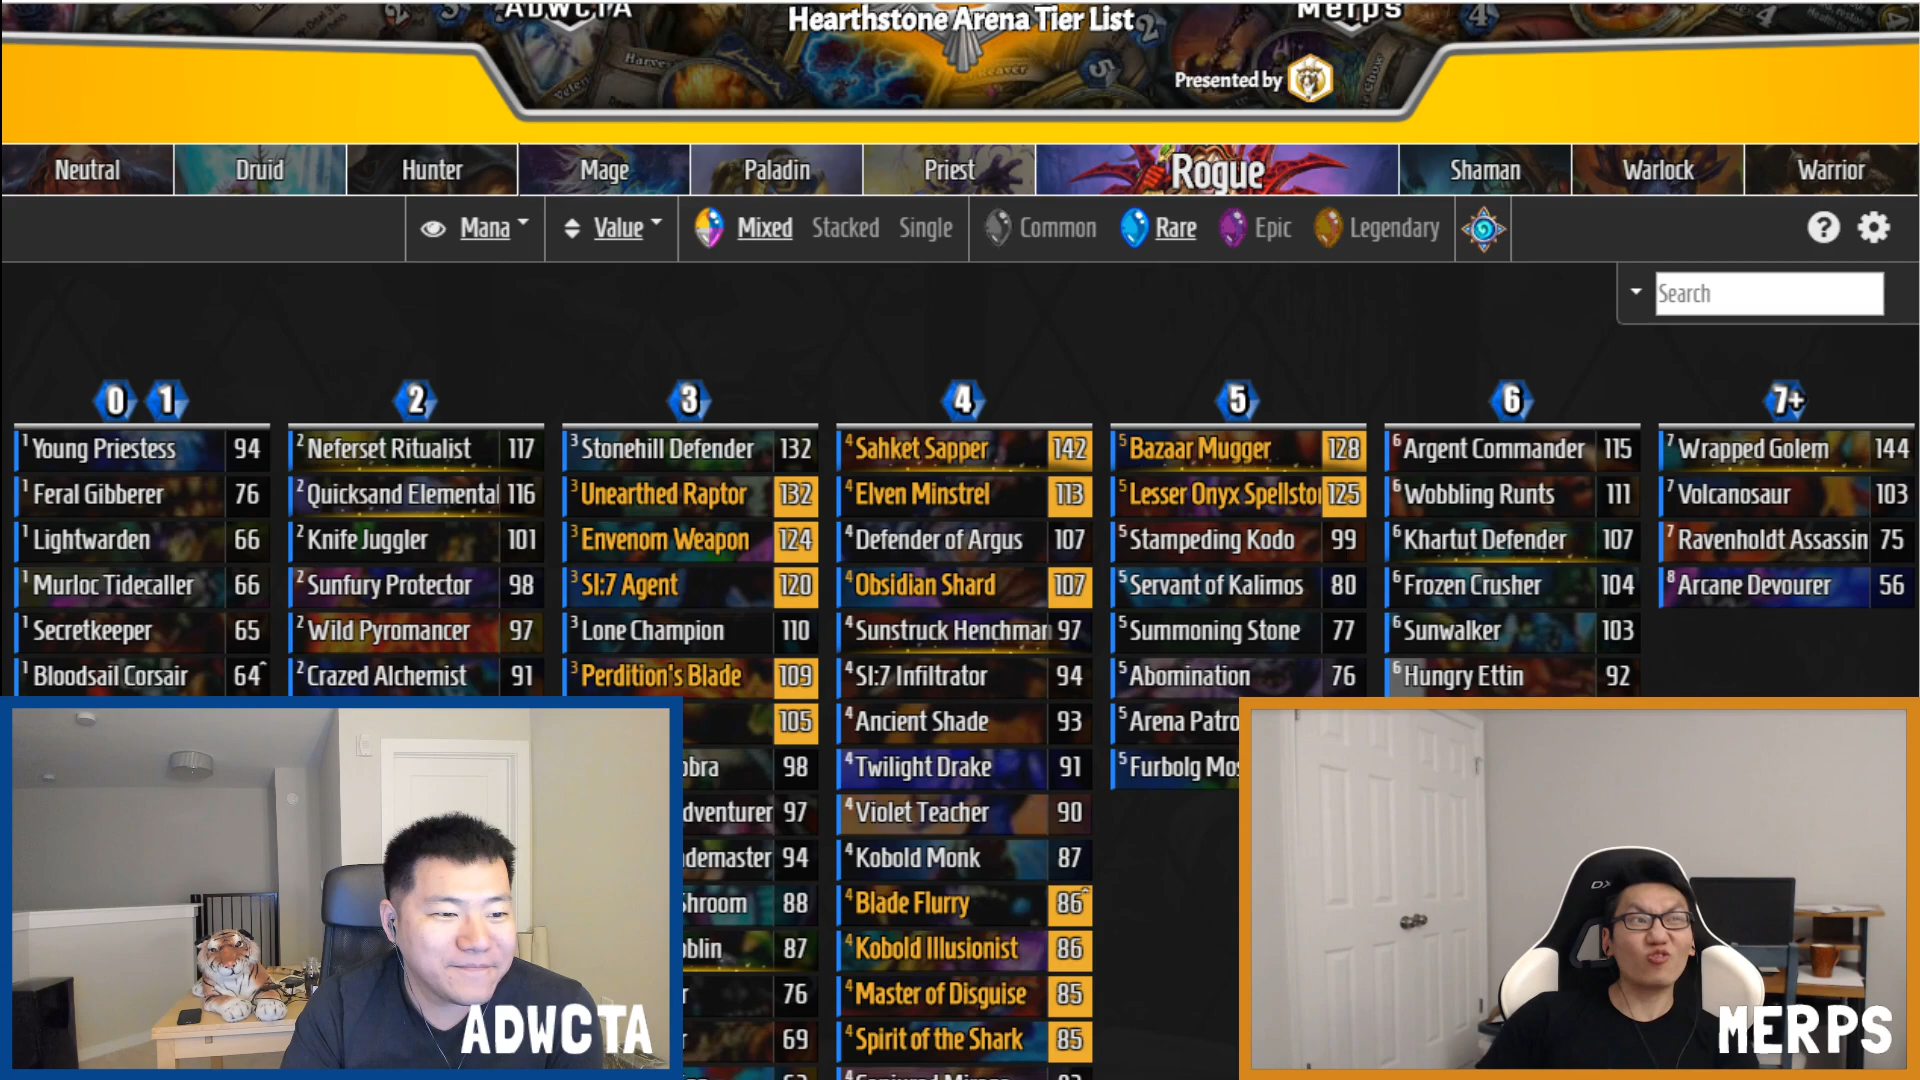 ADWCTA
Merps
Hearthstone Arena Tier List
Presented by
Neutral
Druid
Hunter
Mage
Paladin
Priest
Rogue
Shaman
Warlock
Warrior
Mana
Value
Mixed Stacked Single
Common Rare Epic Legendary
?
Search
0 1
1 Young Priestess 94
1 Feral Gibberer 76
1 Lightwarden 66
1 Murloc Tidecaller 66
1 Secretkeeper 65
1 Bloodsail Corsair 64^
2
2 Neferset Ritualist 117
2 Quicksand Elemental 116
2 Knife Juggler 101
2 Sunfury Protector 98
2 Wild Pyromancer 97
2 Crazed Alchemist 91
3
3 Stonehill Defender 132
3 Unearthed Raptor 132
3 Envenom Weapon 124
3 SI:7 Agent 120
3 Lone Champion 110
3 Perdition's Blade 109
105
obra 98
dventurer 97
demaster 94
hroom 88
oblin 87
r 76
r 69
4
4 Sahket Sapper 142
4 Elven Minstrel 113
4 Defender of Argus 107
4 Obsidian Shard 107
4 Sunstruck Henchman 97
4 SI:7 Infiltrator 94
4 Ancient Shade 93
4 Twilight Drake 91
4 Violet Teacher 90
4 Kobold Monk 87
4 Blade Flurry 86^
4 Kobold Illusionist 86
4 Master of Disguise 85
4 Spirit of the Shark 85
5
5 Bazaar Mugger 128
5 Lesser Onyx Spellsto 125
5 Stampeding Kodo 99
5 Servant of Kalimos 80
5 Summoning Stone 77
5 Abomination 76
5 Arena Patro
5 Furbolg Mos
6
6 Argent Commander 115
6 Wobbling Runts 111
6 Khartut Defender 107
6 Frozen Crusher 104
6 Sunwalker 103
6 Hungry Ettin 92
7+
7 Wrapped Golem 144
7 Volcanosaur 103
7 Ravenholdt Assassin 75
8 Arcane Devourer 56
ADWCTA
MERPS